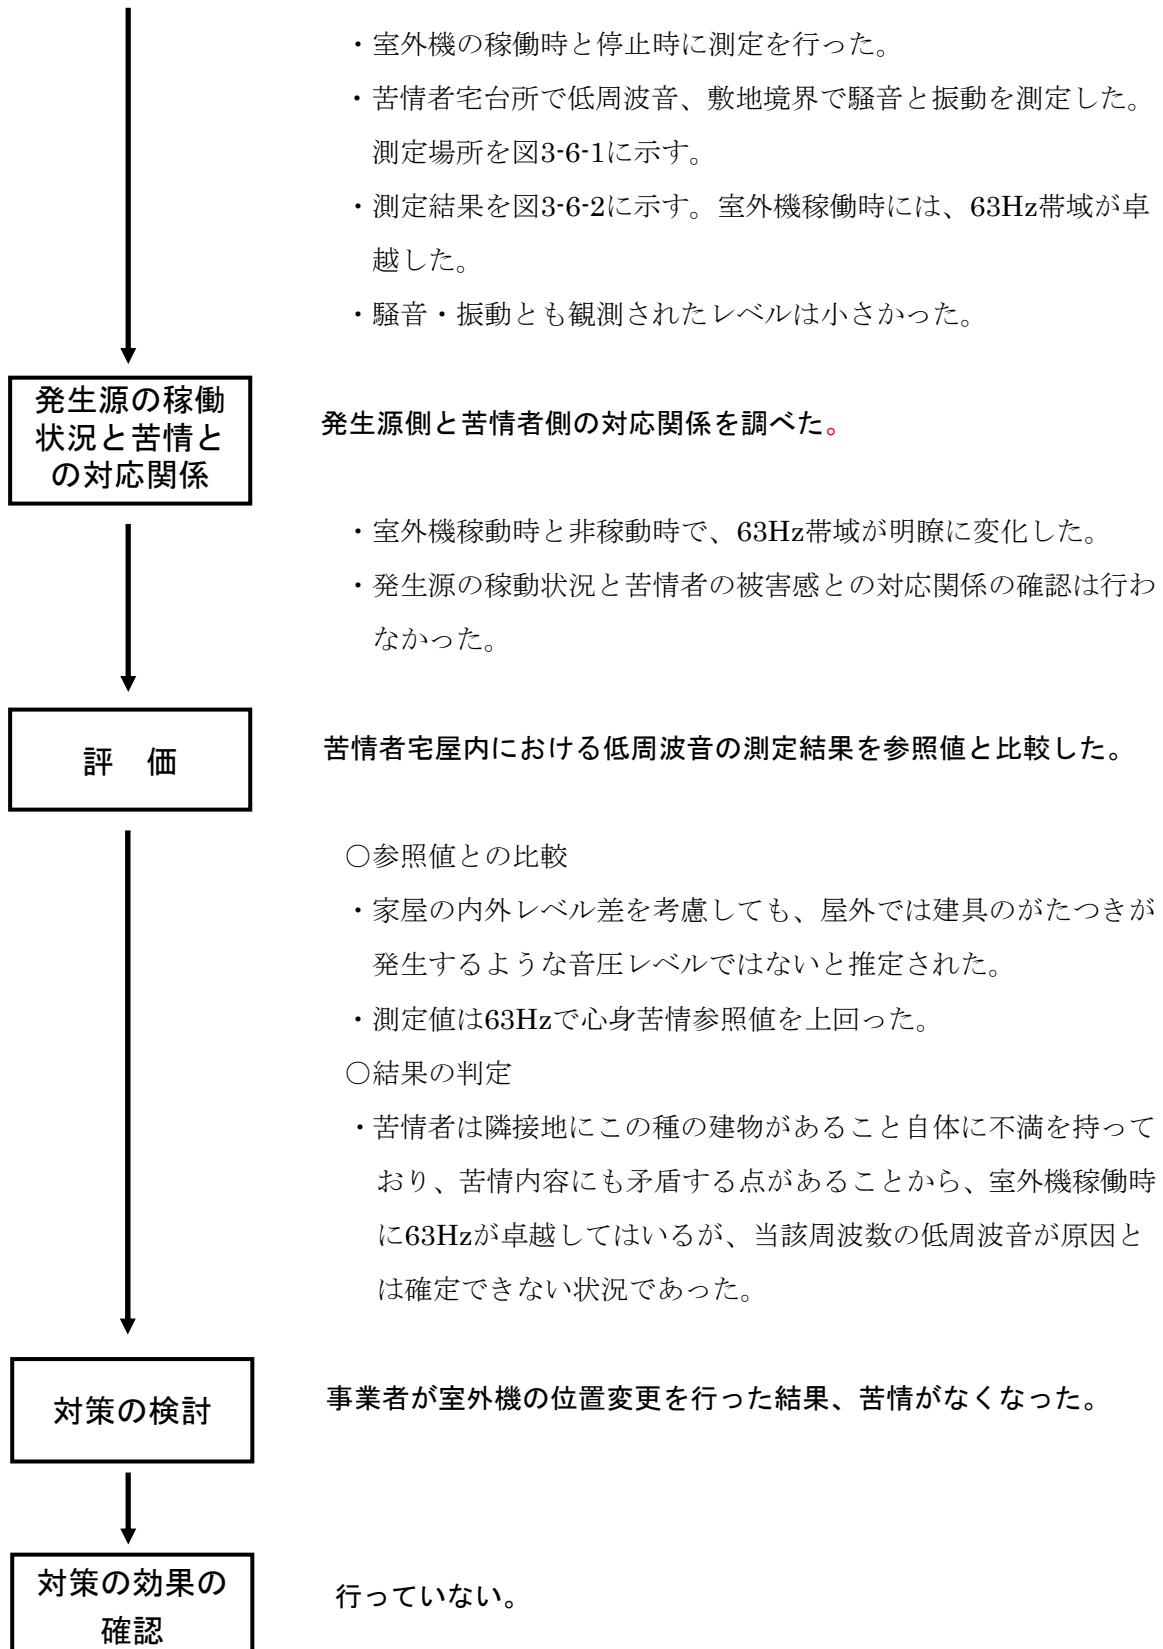 ・室外機の稼働時と停止時に測定を行った。
・苦情者宅台所で低周波音、敷地境界で騒音と振動を測定した。
測定場所を図3-6-1に示す。
・測定結果を図3-6-2に示す。室外機稼働時には、63Hz帯域が卓
越した。
・騒音・振動とも観測されたレベルは小さかった。
発生源の稼働
状況と苦情と
の対応関係
発生源側と苦情者側の対応関係を調べた。
・室外機稼動時と非稼動時で、63Hz帯域が明瞭に変化した。
・発生源の稼動状況と苦情者の被害感との対応関係の確認は行わ
なかった。
評　価
苦情者宅屋内における低周波音の測定結果を参照値と比較した。
○参照値との比較
・家屋の内外レベル差を考慮しても、屋外では建具のがたつきが
発生するような音圧レベルではないと推定された。
・測定値は63Hzで心身苦情参照値を上回った。
○結果の判定
・苦情者は隣接地にこの種の建物があること自体に不満を持って
おり、苦情内容にも矛盾する点があることから、室外機稼働時
に63Hzが卓越してはいるが、当該周波数の低周波音が原因と
は確定できない状況であった。
対策の検討
事業者が室外機の位置変更を行った結果、苦情がなくなった。
対策の効果の
確認
行っていない。